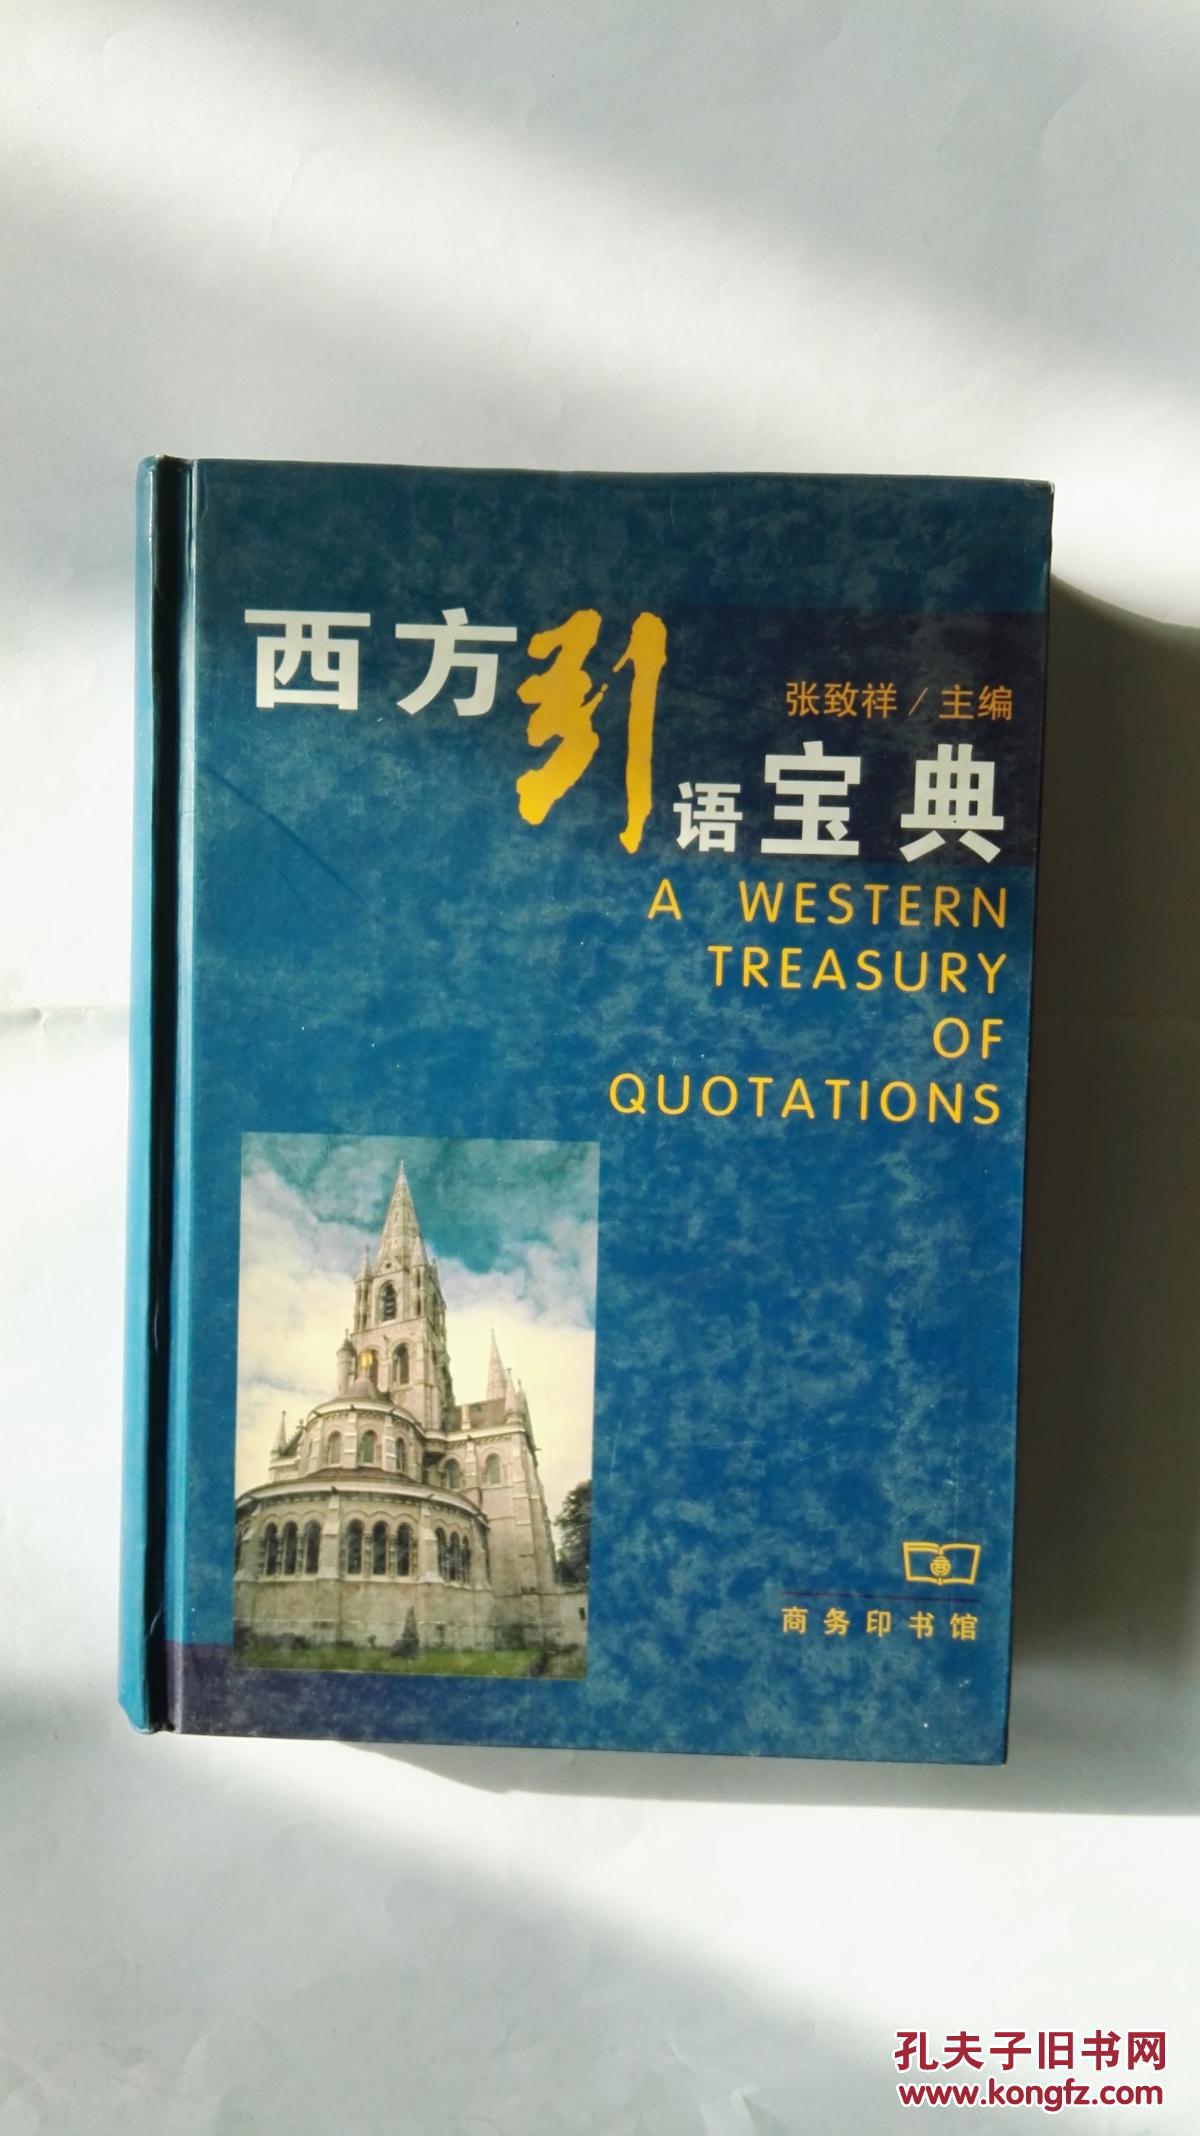 西方引语宝典
张致祥/主编
A WESTERN
TREASURY
OF
QUOTATIONS
商务印书馆
孔夫子旧书网
www.kongfz.com